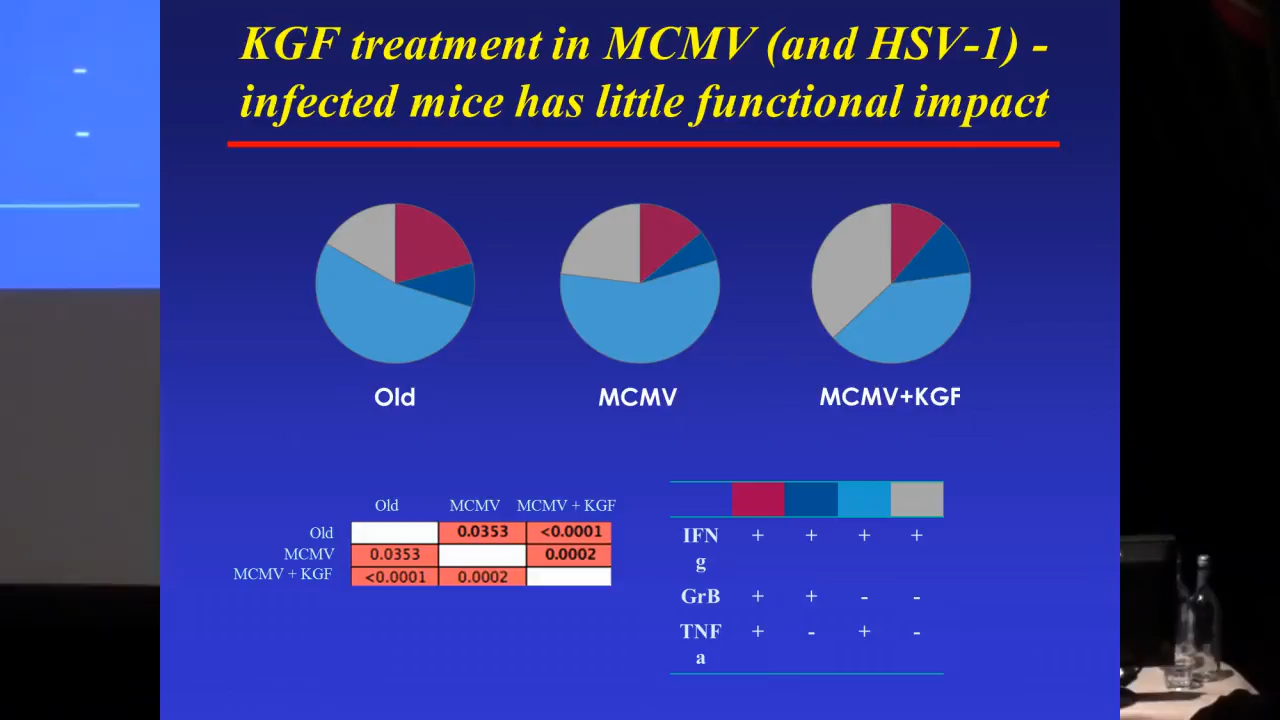 KGF treatment in MCMV (and HSV-1) -
infected mice has little functional impact
Old MCMV MCMV+KGF
Old MCMV MCMV + KGF
Old 0.0353 <0.0001
MCMV 0.0353 0.0002
MCMV + KGF <0.0001 0.0002
IFN + + + +
g
GrB + + - -
TNF + - + -
a